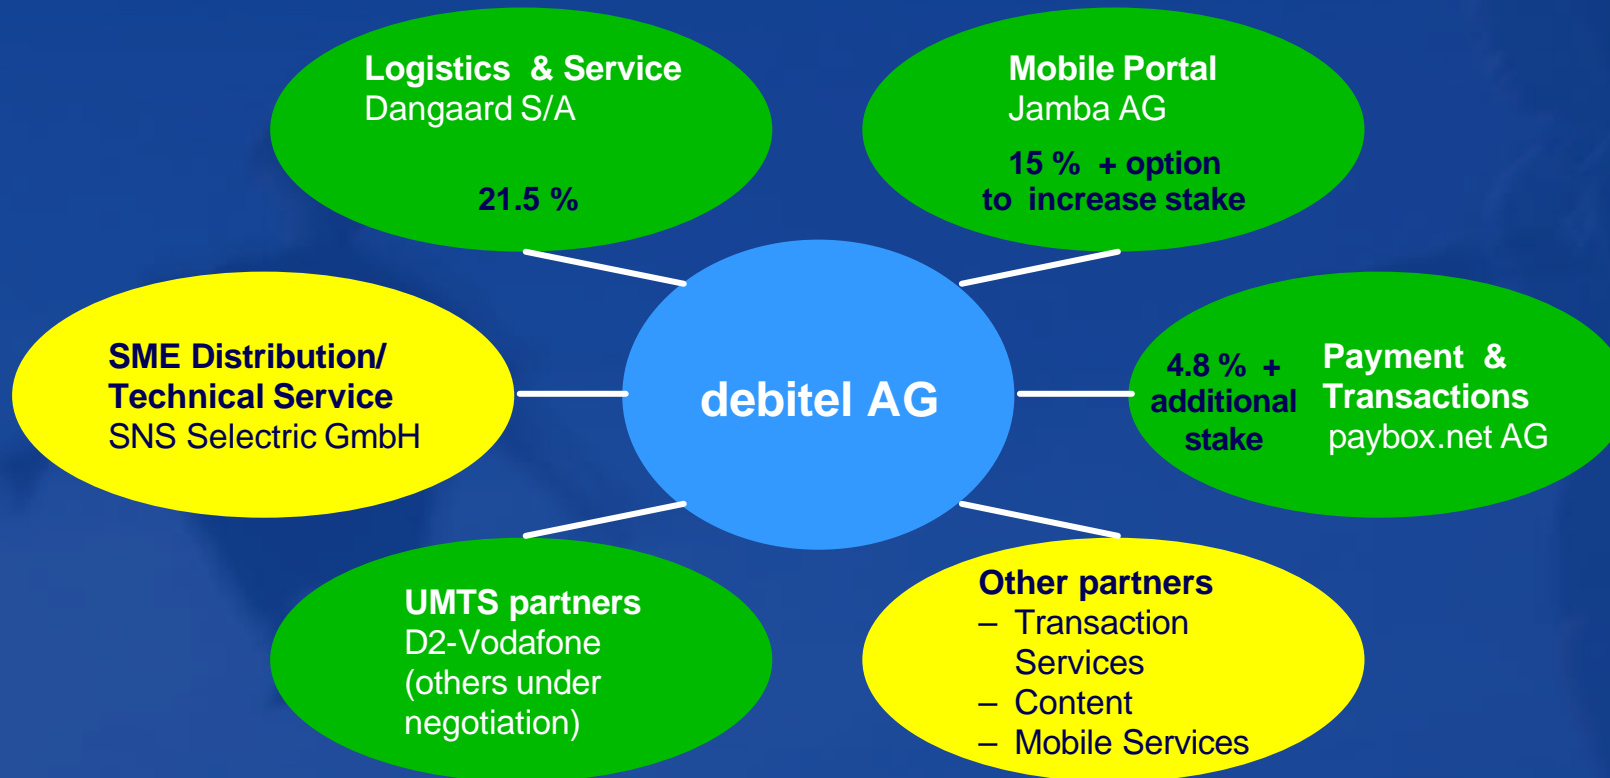 Logistics & Service
Dangaard S/A
21.5 %
Mobile Portal
Jamba AG
15 % + option
to increase stake
SME Distribution/
Technical Service
SNS Selectric GmbH
debitel AG
4.8 % +
additional
stake
Payment &
Transactions
paybox.net AG
UMTS partners
D2-Vodafone
(others under
negotiation)
Other partners
– Transaction
Services
– Content
– Mobile Services